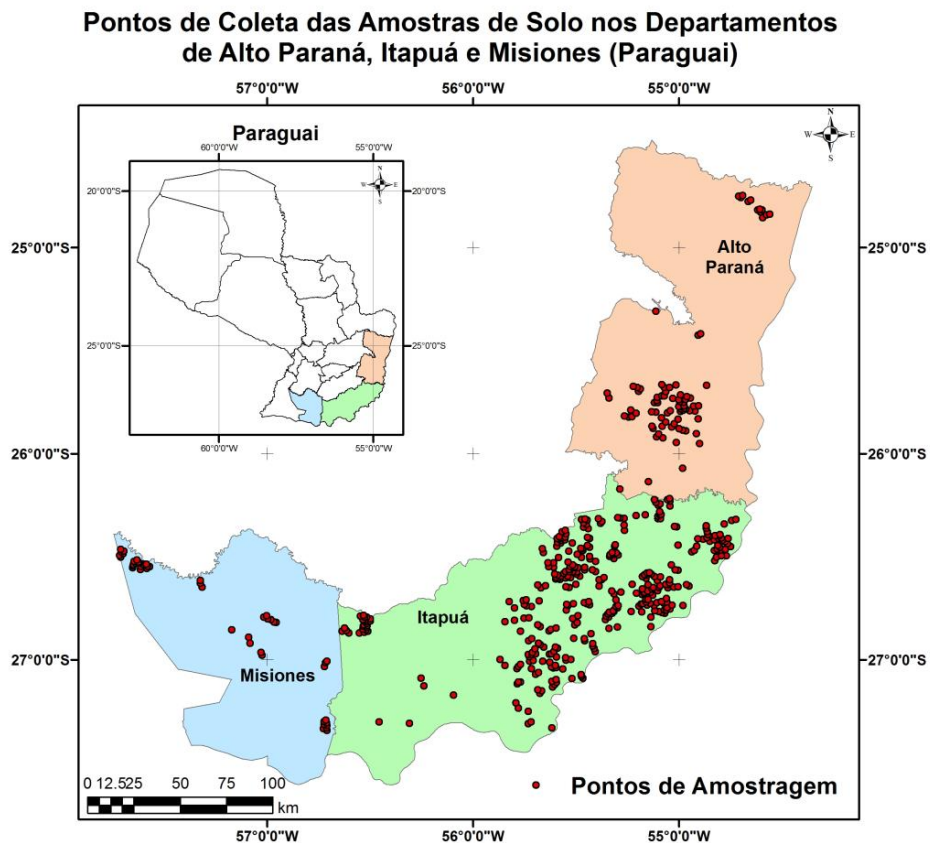 Pontos de Coleta das Amostras de Solo nos Departamentos
de Alto Paraná, Itapuá e Misiones (Paraguai)
57°0'0"W 56°0'0"W 55°0'0"W
Paraguai
60°0'0"W 55°0'0"W
N
W E
S
N
W E
S
20°0'0"S 20°0'0"S
25°0'0"S 25°0'0"S
Alto
Paraná
25°0'0"S 25°0'0"S
60°0'0"W 55°0'0"W
26°0'0"S 26°0'0"S
Itapuá
27°0'0"S 27°0'0"S
Misiones
0 12.525 50 75 100
km
Pontos de Amostragem
57°0'0"W 56°0'0"W 55°0'0"W